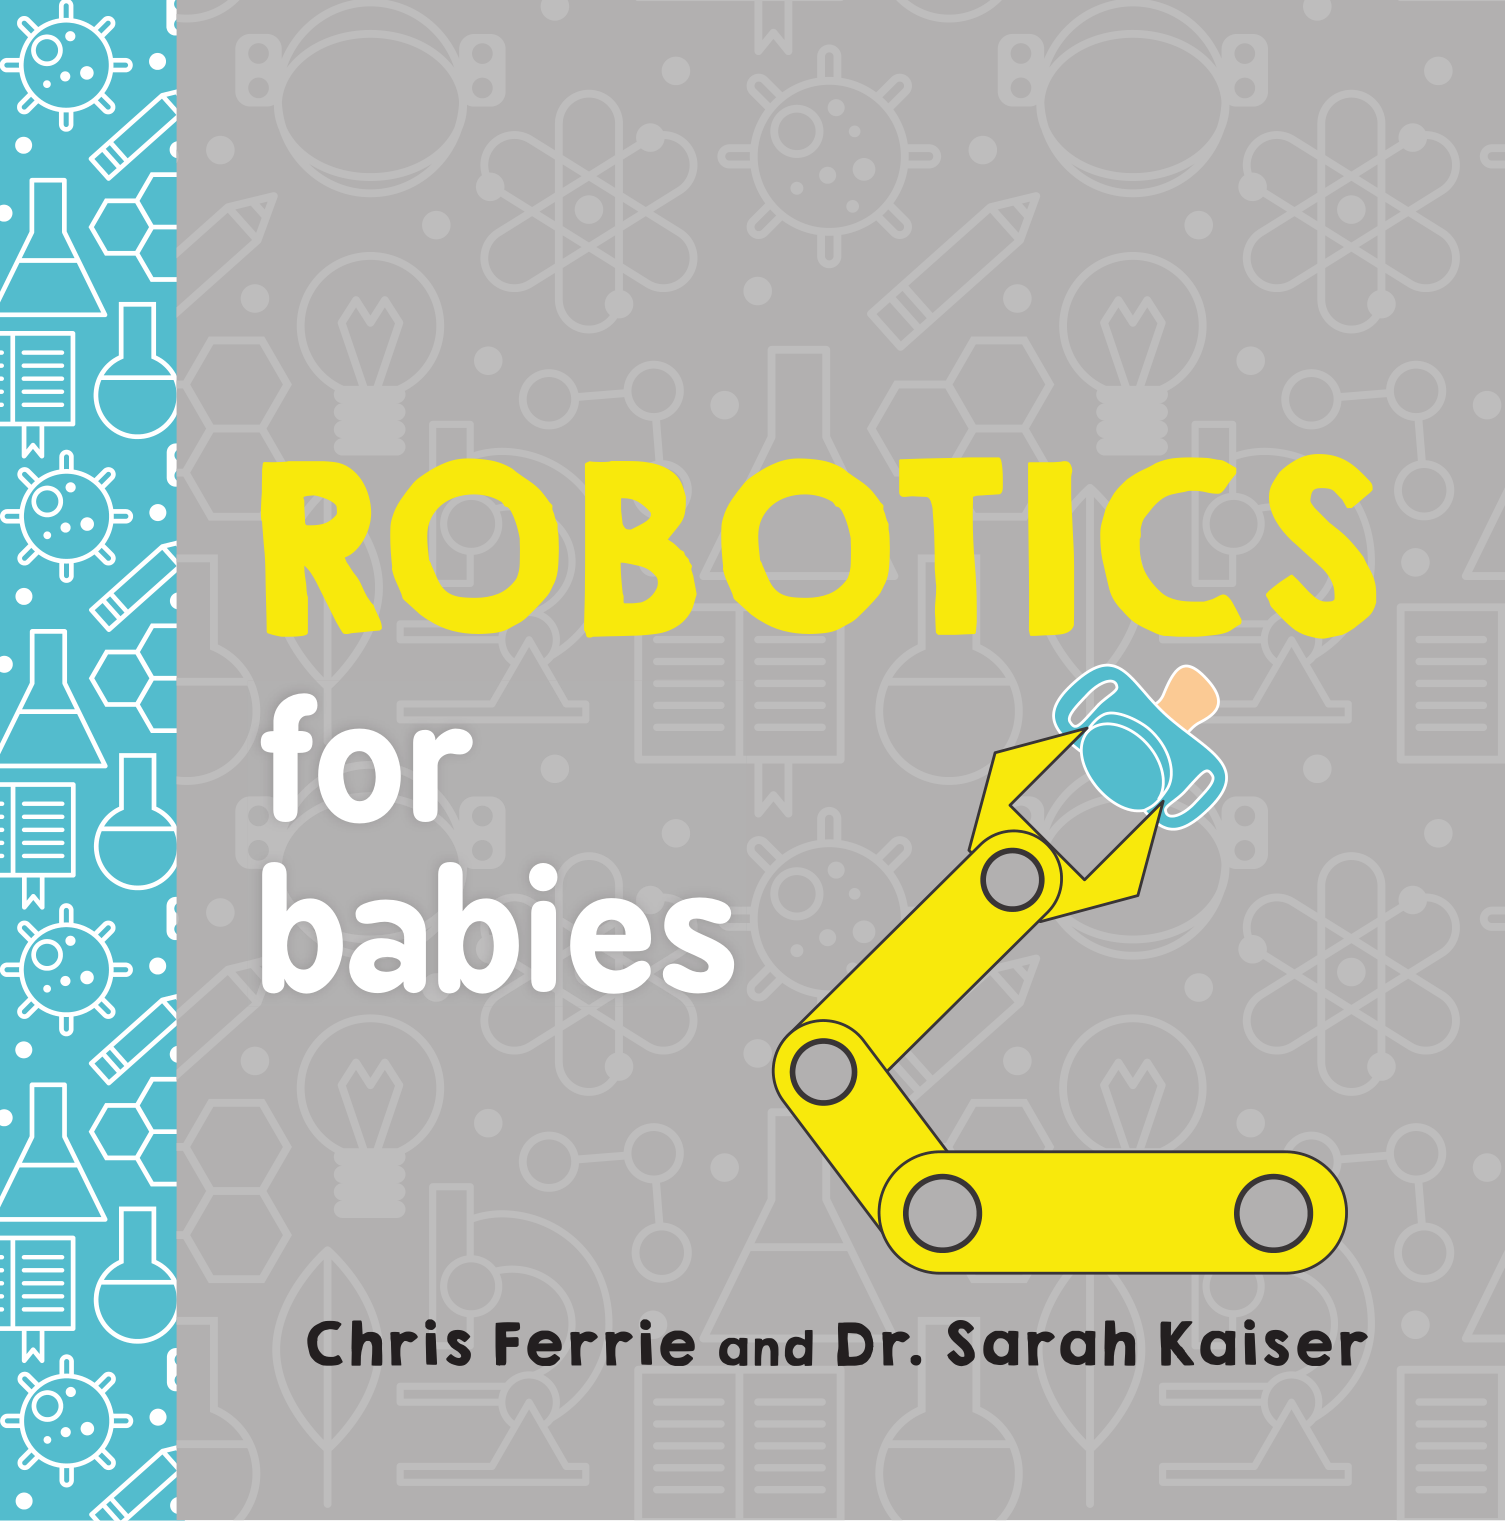 ROBOTICS
for
babies
Chris Ferrie and Dr. Sarah Kaiser